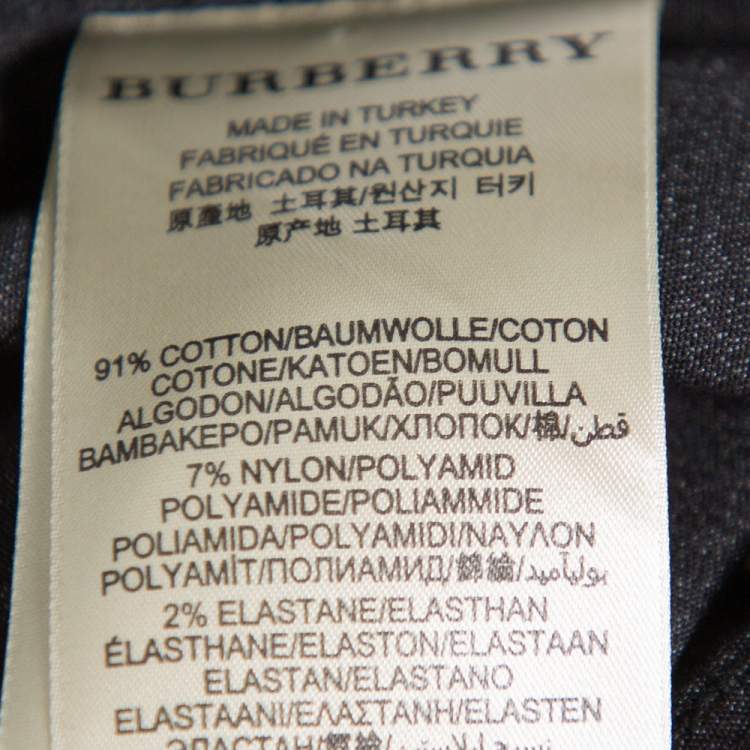 BURBERRY
MADE IN TURKEY
FABRIQUÉ EN TURQUIE
FABRICADO NA TURQUIA
原產地 土耳其/원산지 터키
原产地 土耳其
91% COTTON/BAUMWOLLE/COTON
COTONE/KATOEN/BOMULL
ALGODON/ALGODÃO/PUUVILLA
BAMBAKEPO/PAMUK/ХЛОПОК/棉/قطن
7% NYLON/POLYAMID
POLYAMIDE/POLIAMMIDE
POLIAMIDA/POLYAMIDI/ΝΑΥΛΟΝ
POLYAMİT/ПОЛИАМИД/錦綸/بولیآمید
2% ELASTANE/ELASTHAN
ÉLASTHANE/ELASTON/ELASTAAN
ELASTAN/ELASTANO
ELASTAANI/ΕΛΑΣΤΑΝΗ/ELASTEN
ЭЛАСТАН/